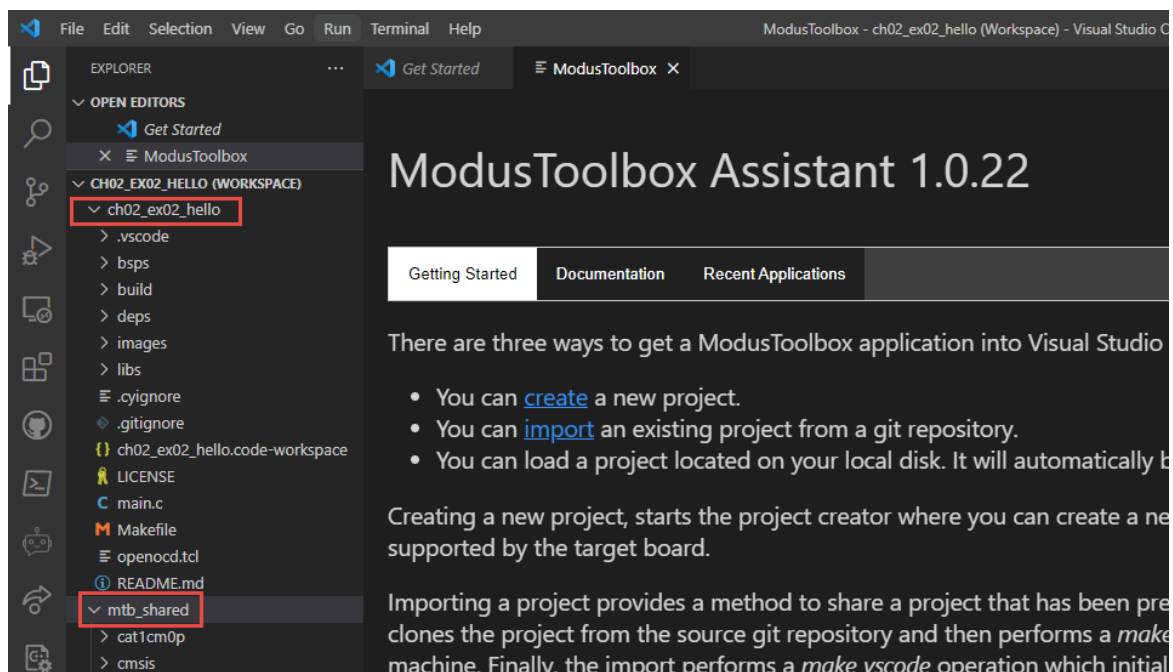 File Edit Selection View Go Run Terminal Help ModusToolbox - ch02_ex02_hello (Workspace) - Visual Studio C
EXPLORER ...
Get Started ModusToolbox
OPEN EDITORS
Get Started
ModusToolbox
CH02_EX02_HELLO (WORKSPACE)
ch02_ex02_hello
.vscode
bsps
build
deps
images
libs
.cyignore
.gitignore
{} ch02_ex02_hello.code-workspace
LICENSE
C main.c
M Makefile
openocd.tcl
README.md
mtb_shared
cat1cm0p
cmsis
ModusToolbox Assistant 1.0.22
Getting Started Documentation Recent Applications
There are three ways to get a ModusToolbox application into Visual Studio
• You can create a new project.
• You can import an existing project from a git repository.
• You can load a project located on your local disk. It will automatically b
Creating a new project, starts the project creator where you can create a ne
supported by the target board.
Importing a project provides a method to share a project that has been pre
clones the project from the source git repository and then performs a make
machine. Finally, the import performs a make vscode operation which initial